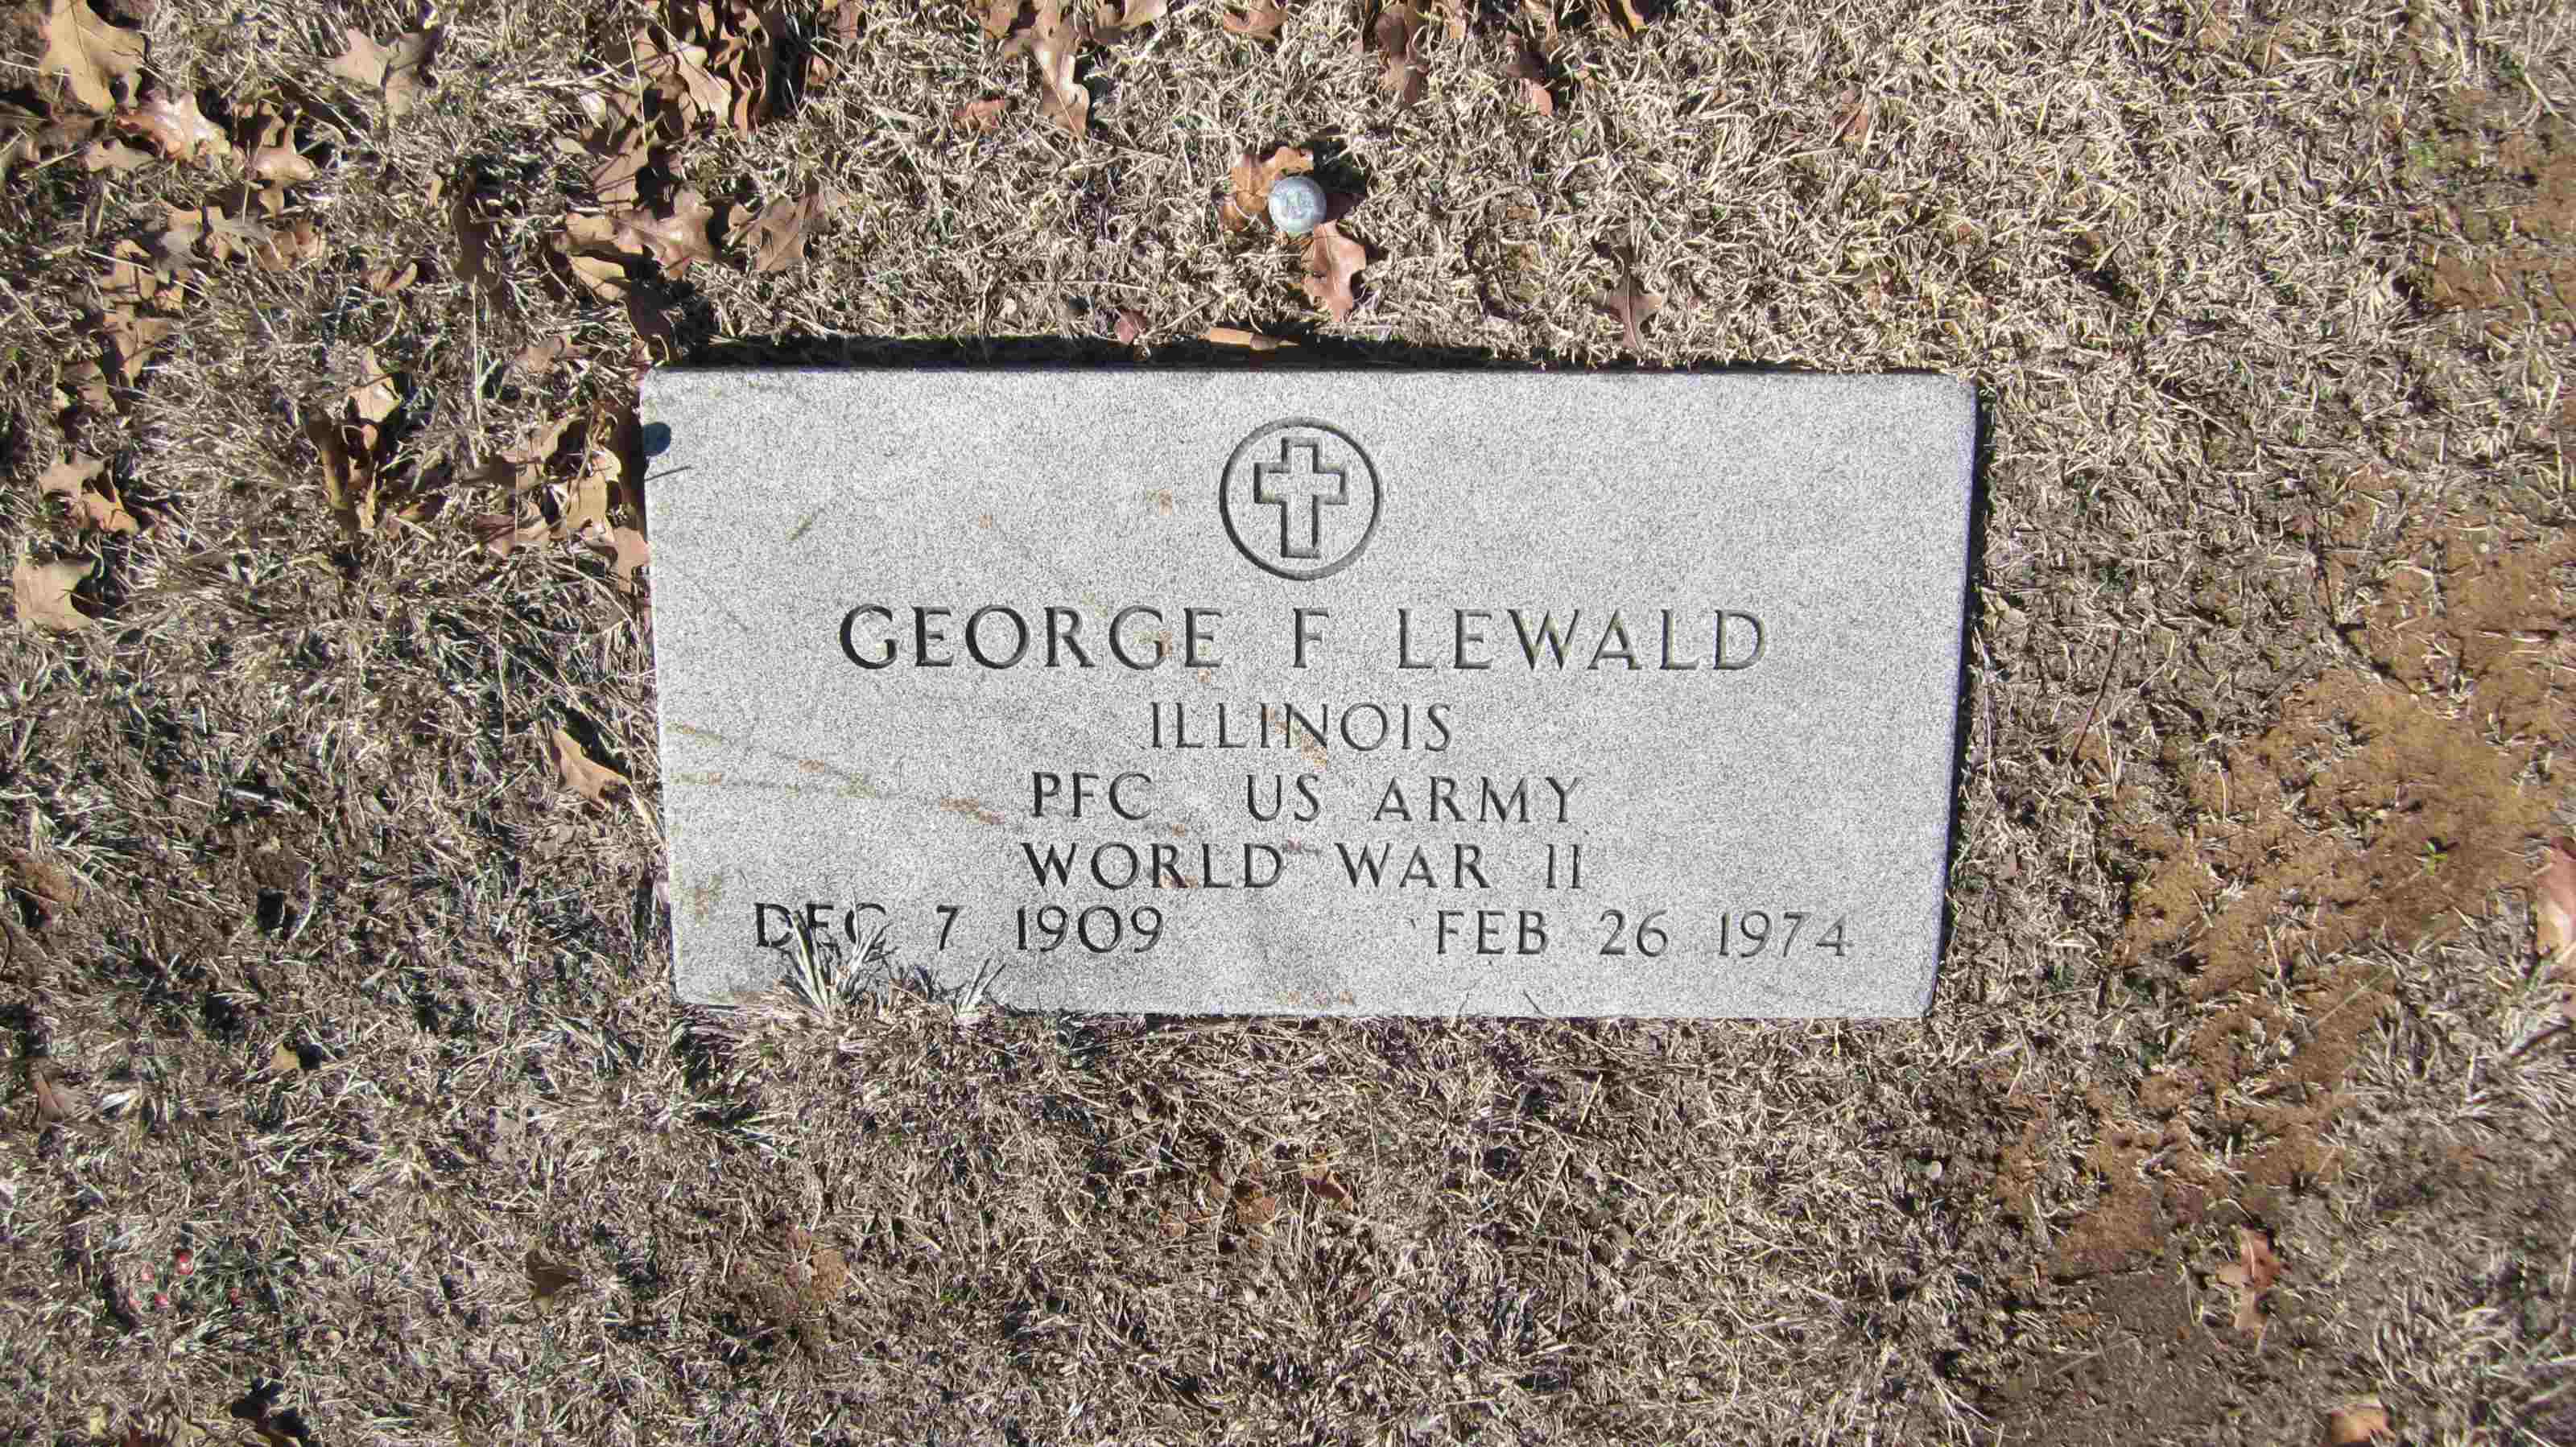 GEORGE F LEWALD
ILLINOIS
PFC US ARMY
WORLD WAR II
DEC 7 1909 FEB 26 1974